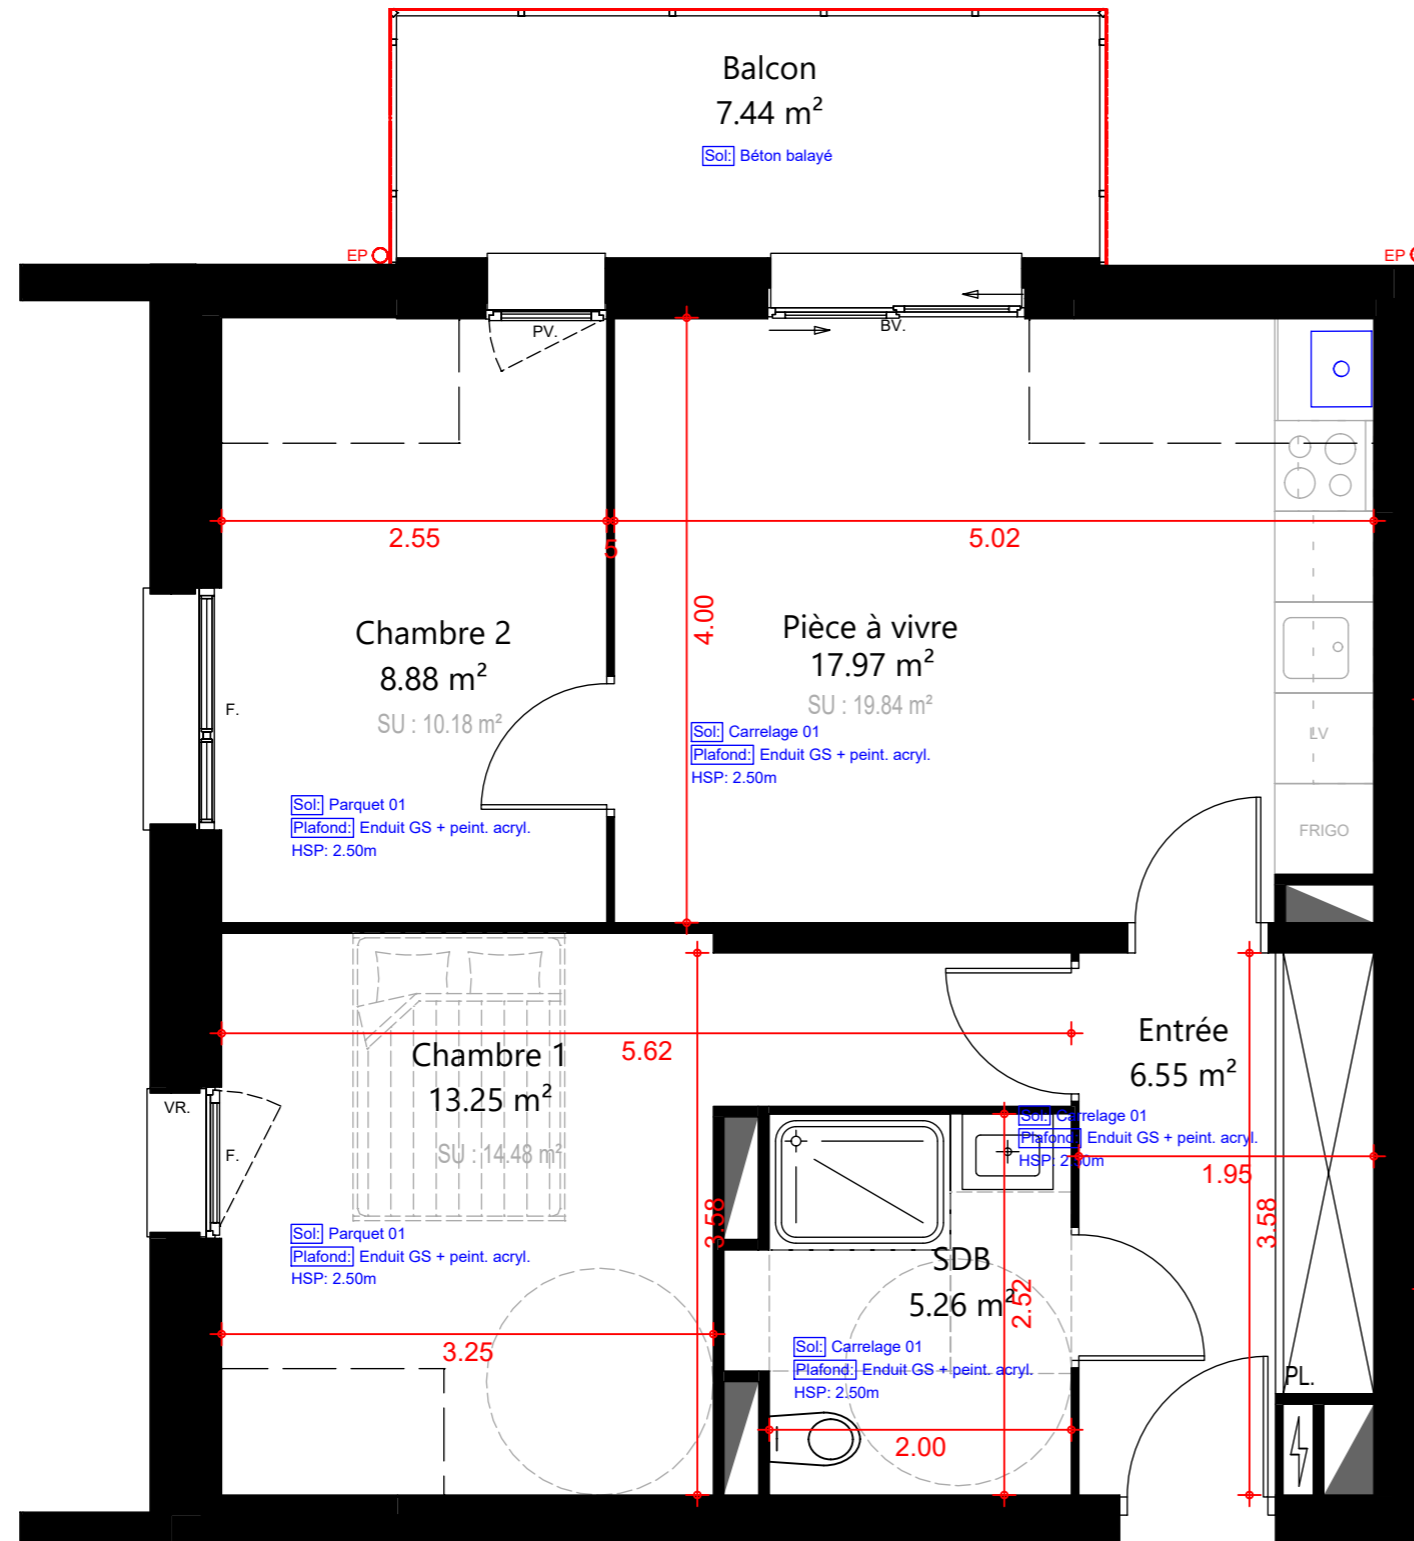 Balcon
7.44 m²
Sol: Béton balayé
EP
EP
PV.
BV.
2.55
5
5.02
4.00
Chambre 2
8.88 m²
SU : 10.18 m²
F.
Sol: Parquet 01
Plafond: Enduit GS + peint. acryl.
HSP: 2.50m
Pièce à vivre
17.97 m²
SU : 19.84 m²
Sol: Carrelage 01
Plafond: Enduit GS + peint. acryl.
HSP: 2.50m
LV
FRIGO
5.62
Chambre 1
13.25 m²
SU : 14.48 m²
VR.
F.
Sol: Parquet 01
Plafond: Enduit GS + peint. acryl.
HSP: 2.50m
3.25
3.58
Entrée
6.55 m²
Sol: Carrelage 01
Plafond: Enduit GS + peint. acryl.
HSP: 2.50m
1.95
3.58
SDB
5.26 m²
2.52
Sol: Carrelage 01
Plafond: Enduit GS + peint. acryl.
HSP: 2.50m
2.00
PL.